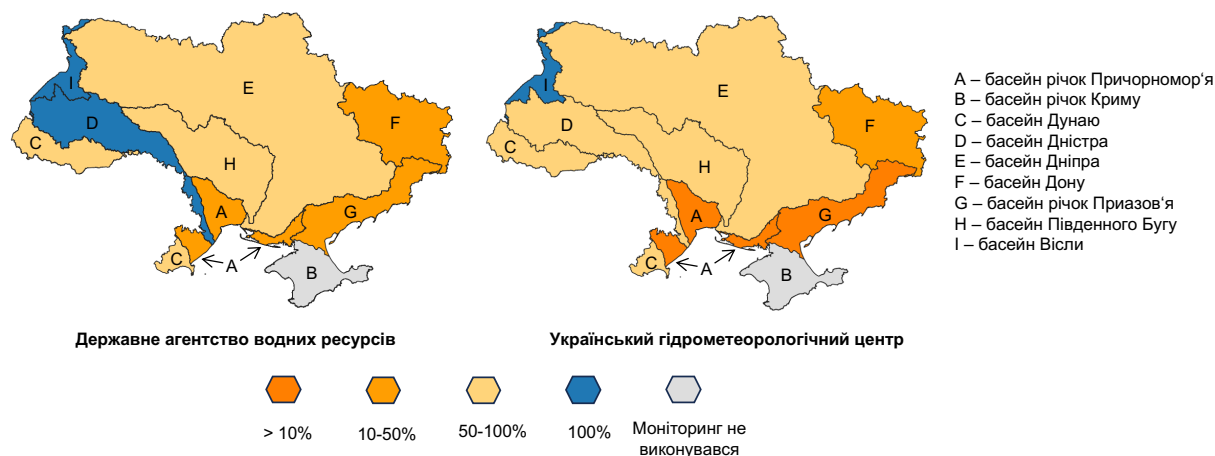 I
D
C
E
H
F
A
G
C
A
B
I
D
C
E
H
F
A
G
C
A
B
А – басейн річок Причорномор‘я
В – басейн річок Криму
С – басейн Дунаю
D – басейн Дністра
Е – басейн Дніпра
F – басейн Дону
G – басейн річок Приазов‘я
Н – басейн Південного Бугу
І – басейн Вісли
Державне агентство водних ресурсів
Український гідрометеорологічний центр
> 10%
10-50%
50-100%
100%
Моніторинг не
виконувався